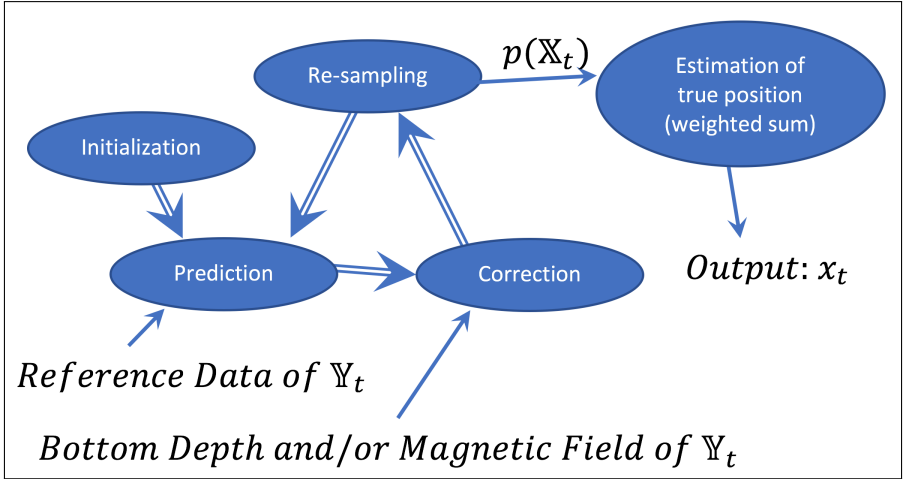 Re-sampling
p(𝕏ₜ)
Estimation of
true position
(weighted sum)
Initialization
Prediction
Correction
Output: xₜ
Reference Data of 𝕐ₜ
Bottom Depth and/or Magnetic Field of 𝕐ₜ